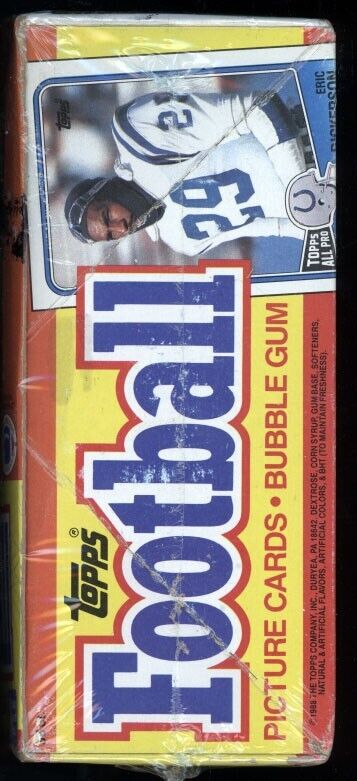 TOPPS®
Football
PICTURE CARDS • BUBBLE GUM
©1988 THE TOPPS COMPANY, INC., DURYEA, PA 18642. DEXTROSE, CORN SYRUP, GUM BASE, SOFTENERS,
NATURAL & ARTIFICIAL FLAVORS, ARTIFICIAL COLORS, & BHT (TO MAINTAIN FRESHNESS).
Topps
29
TOPPS
ALL PRO
ERIC
DICKERSON